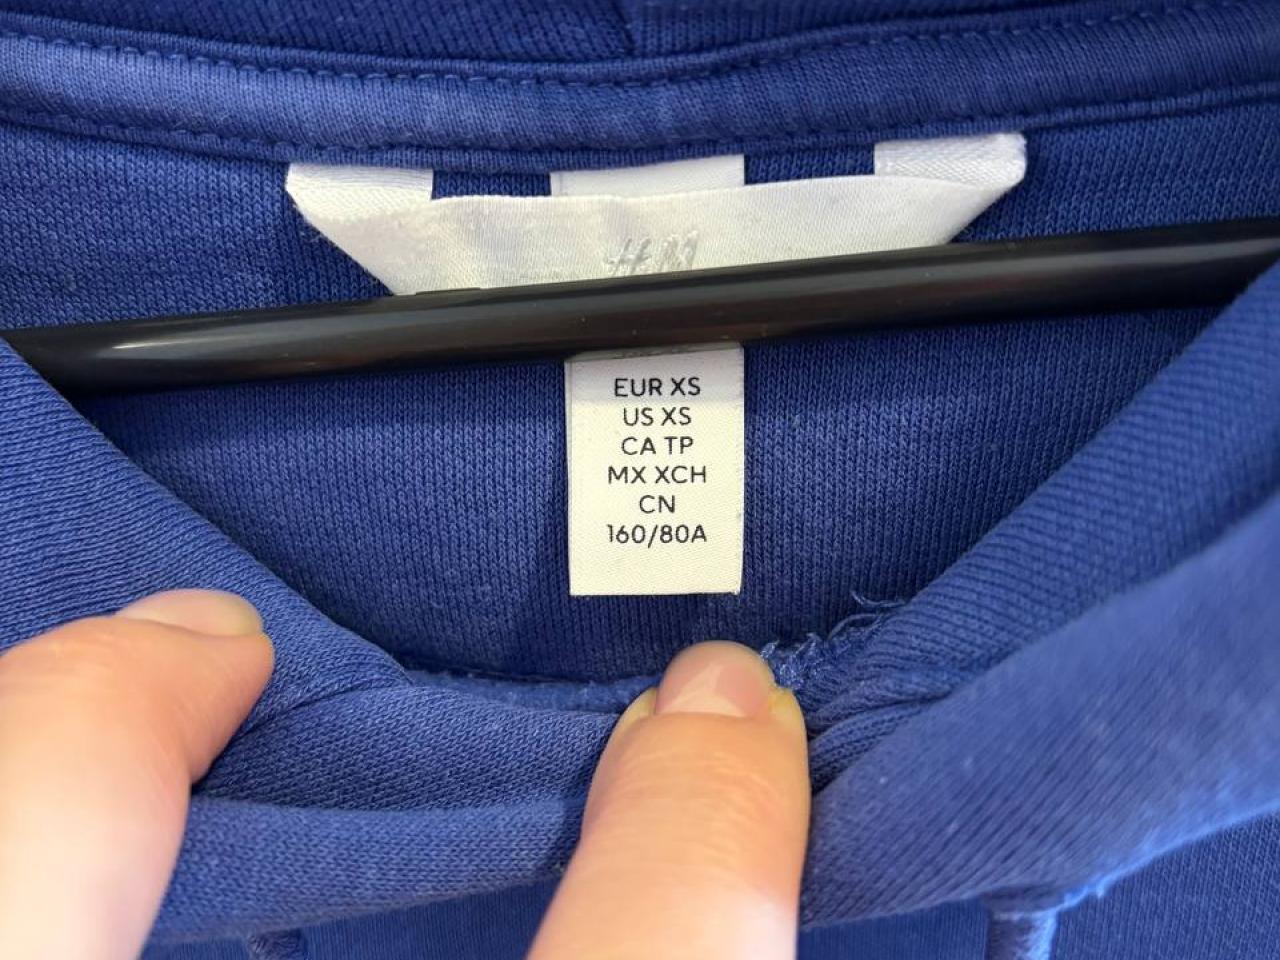 H&M
EUR XS
US XS
CA TP
MX XCH
CN
160/80A